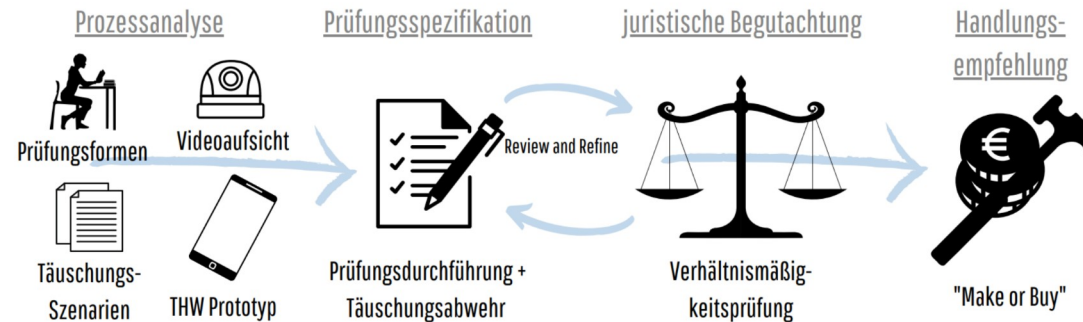 Prozessanalyse
Prüfungsformen
Videoaufsicht
Täuschungs-
Szenarien
THW Prototyp
Prüfungsspezifikation
Prüfungsdurchführung +
Täuschungsabwehr
Review and Refine
juristische Begutachtung
Verhältnismäßig-
keitsprüfung
Handlungs-
empfehlung
€
"Make or Buy"